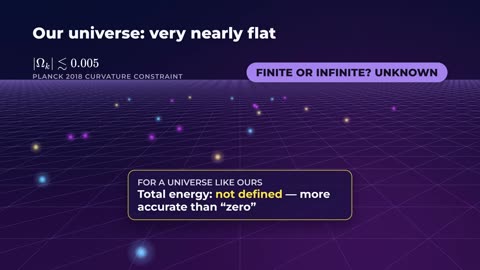 Our universe: very nearly flat
|Ωₖ| ≲ 0.005
PLANCK 2018 CURVATURE CONSTRAINT
FINITE OR INFINITE? UNKNOWN
FOR A UNIVERSE LIKE OURS
Total energy: not defined — more
accurate than “zero”